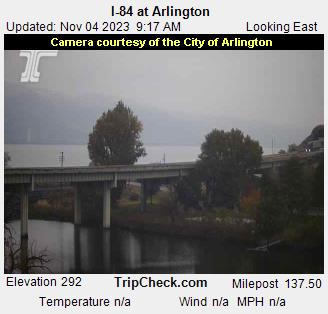 I-84 at Arlington
Updated: Nov 04 2023 9:17 AM Looking East
Camera courtesy of the City of Arlington
Elevation 292 TripCheck.com Milepost 137.50
Temperature n/a Wind n/a MPH n/a